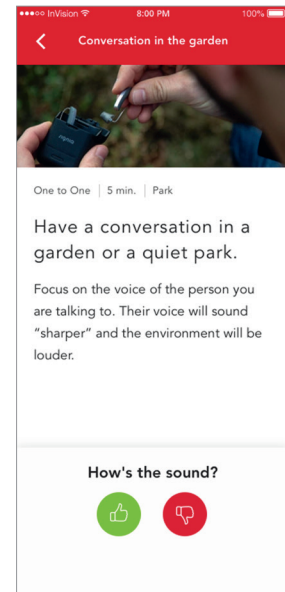 InVision 8:00 PM 100%
Conversation in the garden
One to One | 5 min. | Park
Have a conversation in a
garden or a quiet park.
Focus on the voice of the person you
are talking to. Their voice will sound
“sharper” and the environment will be
louder.
How's the sound?